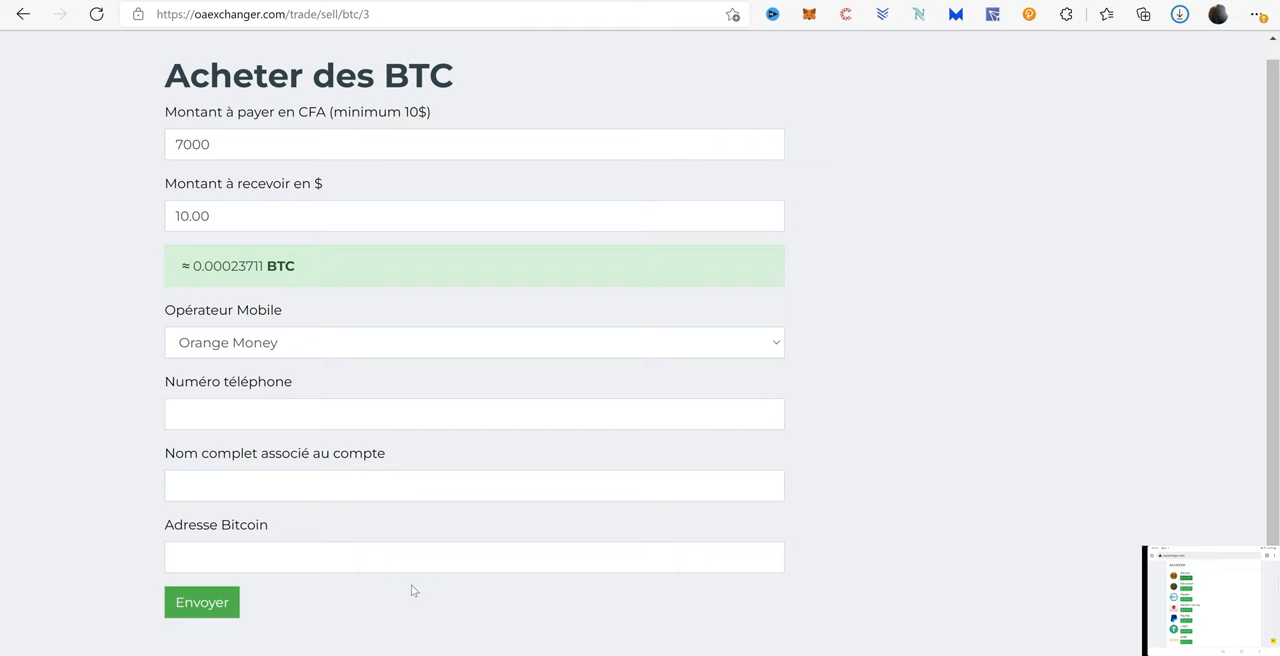 https://oaexchanger.com/trade/sell/btc/3
Acheter des BTC
Montant à payer en CFA (minimum 10$)
7000
Montant à recevoir en $
10.00
≈ 0.00023711 BTC
Opérateur Mobile
Orange Money
Numéro téléphone
Nom complet associé au compte
Adresse Bitcoin
Envoyer
ACHETER